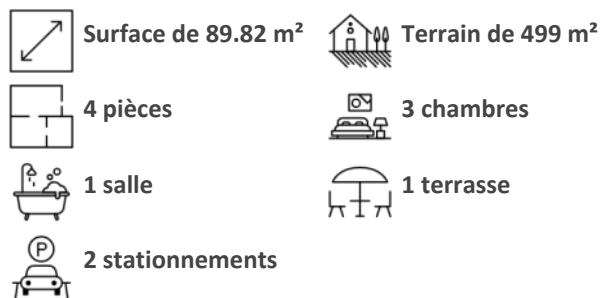 Surface de 89.82 m²
Terrain de 499 m²
4 pièces
3 chambres
1 salle
1 terrasse
P
2 stationnements